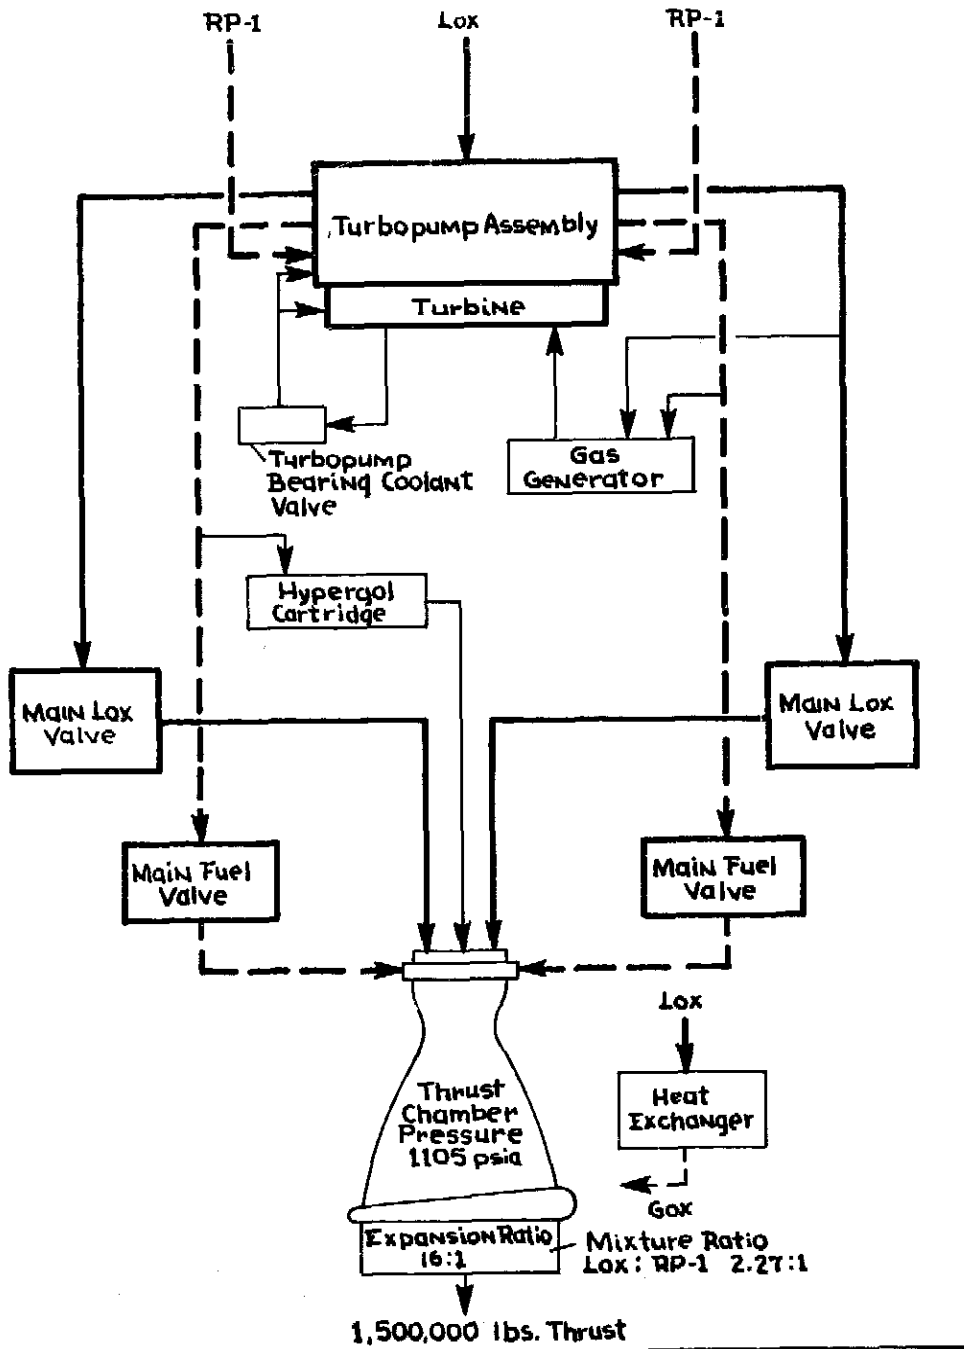 RP-1
Lox
RP-1
Turbopump Assembly
Turbine
Turbopump
Bearing Coolant
Valve
Gas
Generator
Hypergol
Cartridge
Main Lox
Valve
Main Lox
Valve
Main Fuel
Valve
Main Fuel
Valve
Lox
Heat
Exchanger
Gox
Thrust
Chamber
Pressure
1105 psia
Expansion Ratio
16:1
Mixture Ratio
Lox: RP-1 2.27:1
1,500,000 lbs. Thrust